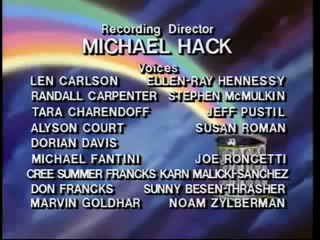 Recording Director
MICHAEL HACK
Voices
LEN CARLSON ELLEN-RAY HENNESSY
RANDALL CARPENTER STEPHEN McMULKIN
TARA CHARENDOFF JEFF PUSTIL
ALYSON COURT SUSAN ROMAN
DORIAN DAVIS
MICHAEL FANTINI JOE RONCETTI
CREE SUMMER FRANCKS KARN MALICKI-SANCHEZ
DON FRANCKS SUNNY BESEN-THRASHER
MARVIN GOLDHAR NOAM ZYLBERMAN